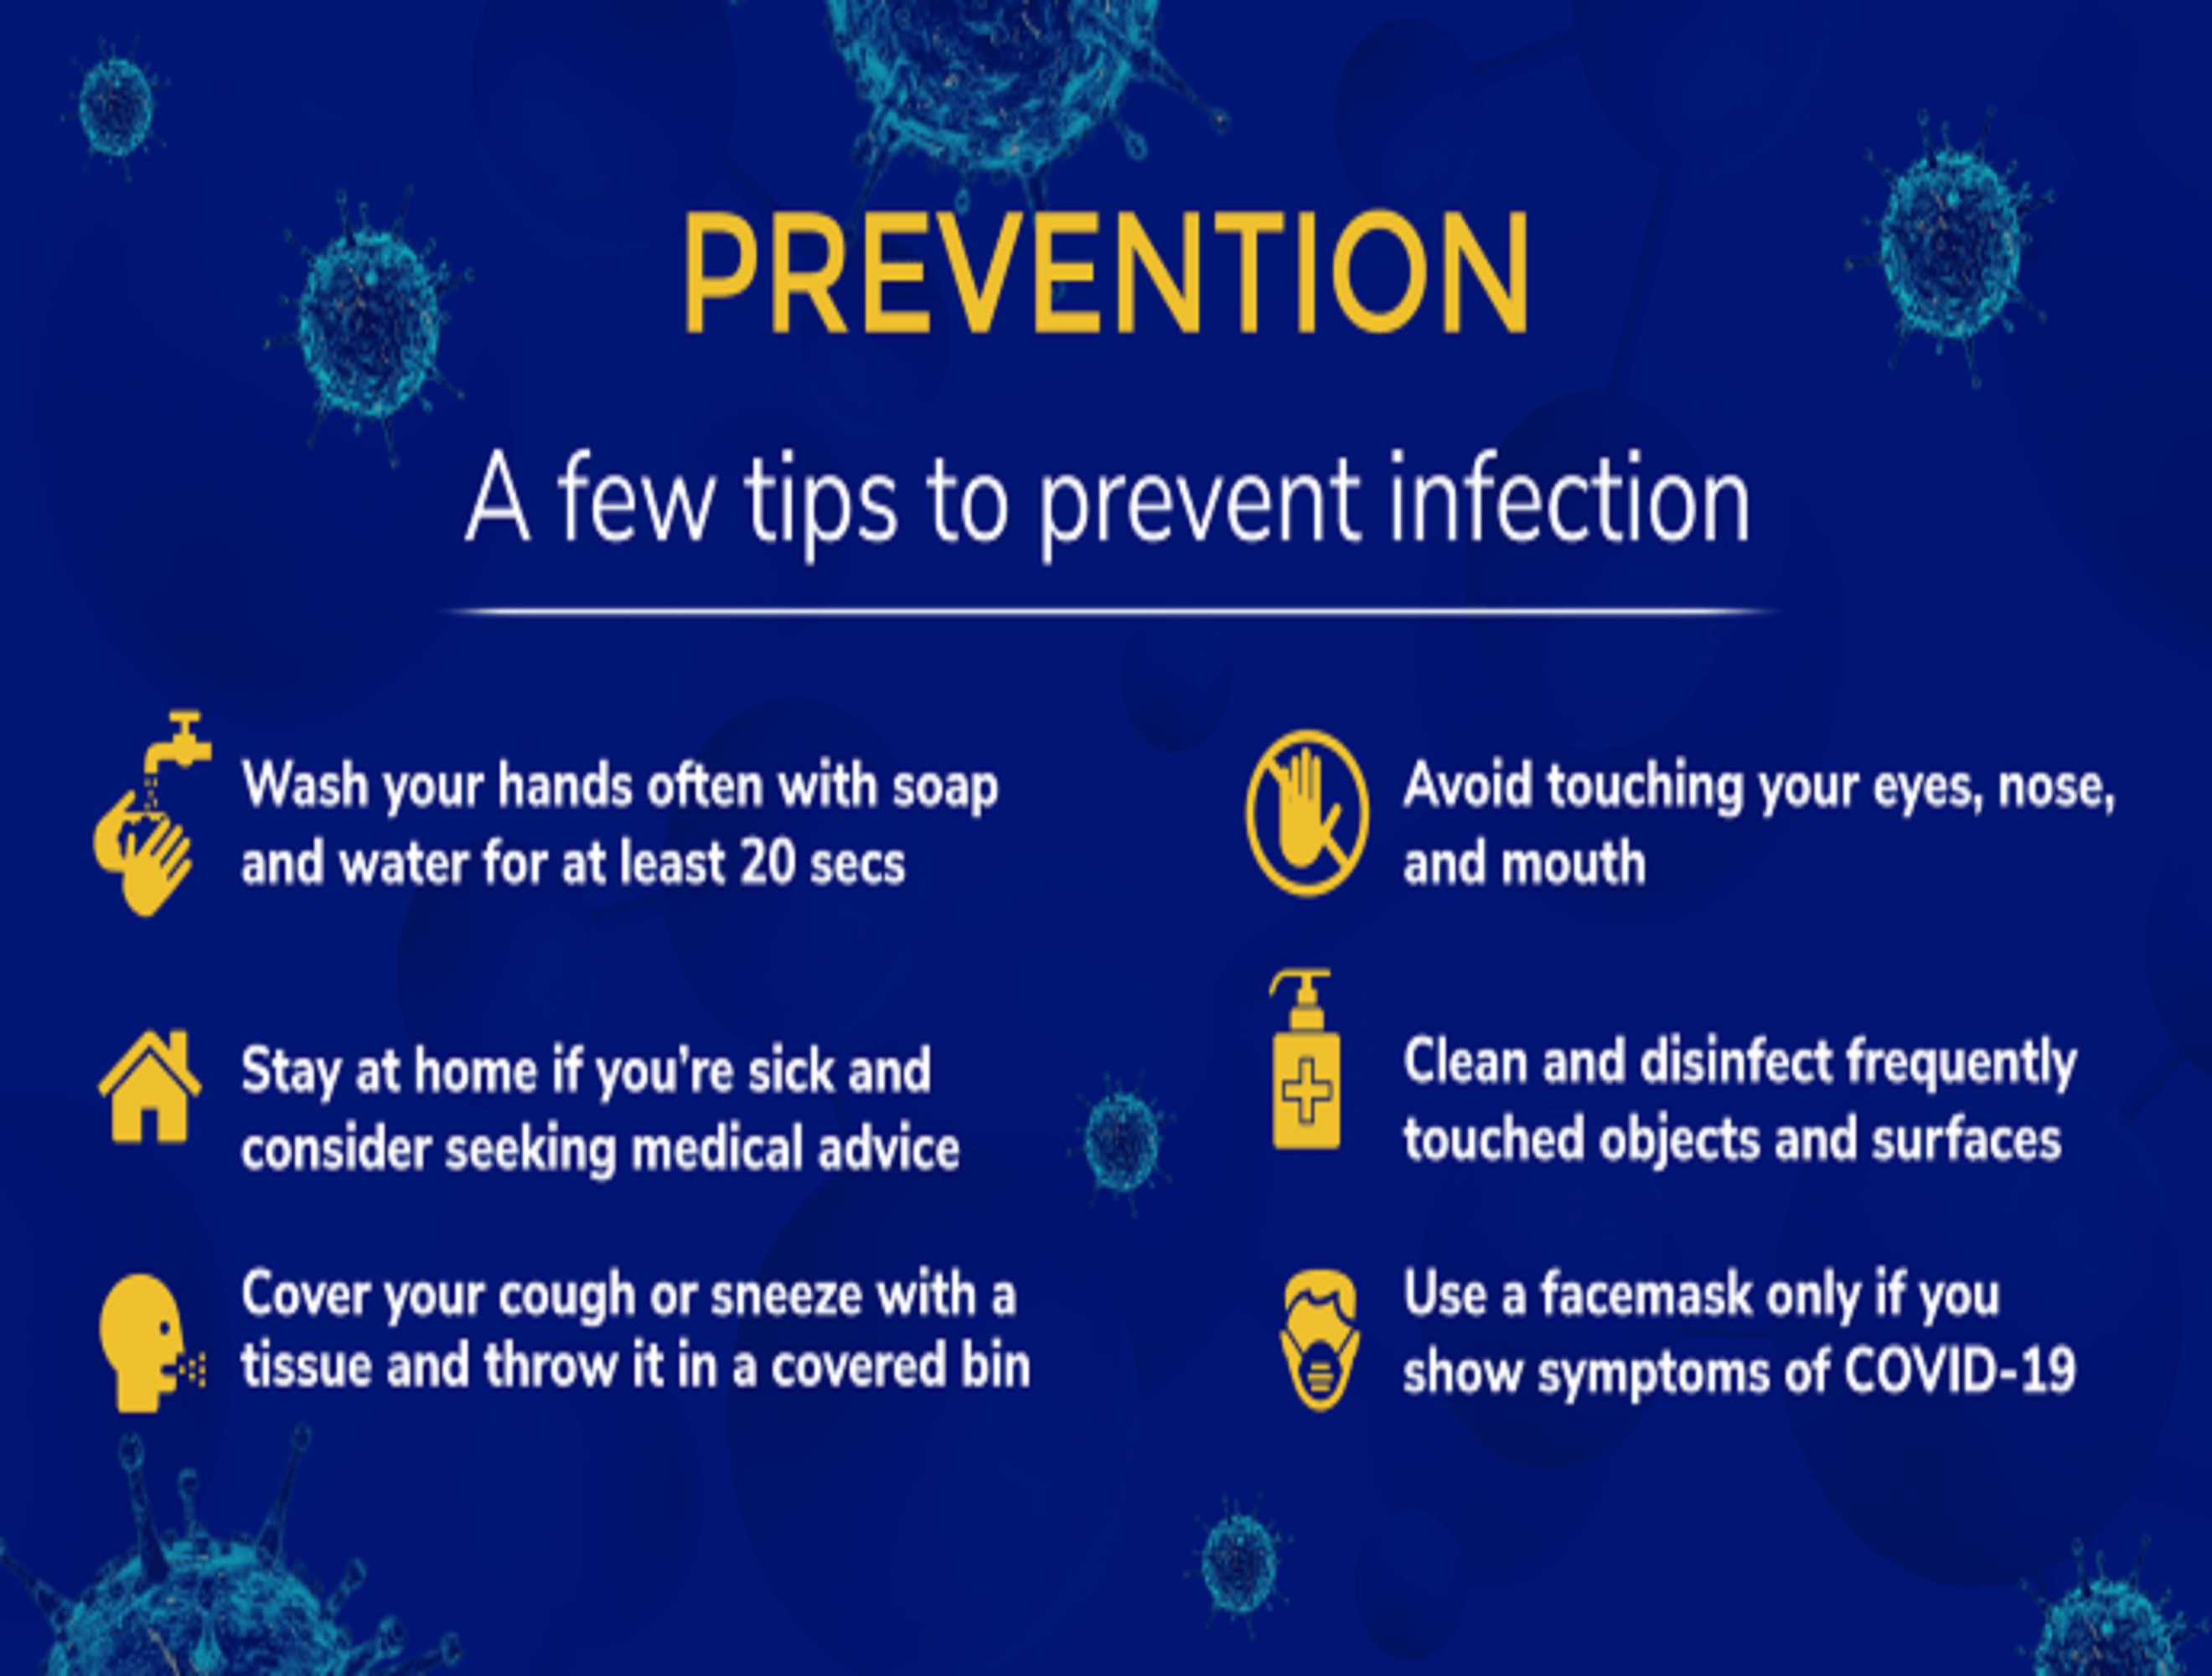 PREVENTION
A few tips to prevent infection
Wash your hands often with soap
and water for at least 20 secs
Avoid touching your eyes, nose,
and mouth
Stay at home if you're sick and
consider seeking medical advice
Clean and disinfect frequently
touched objects and surfaces
Cover your cough or sneeze with a
tissue and throw it in a covered bin
Use a facemask only if you
show symptoms of COVID-19